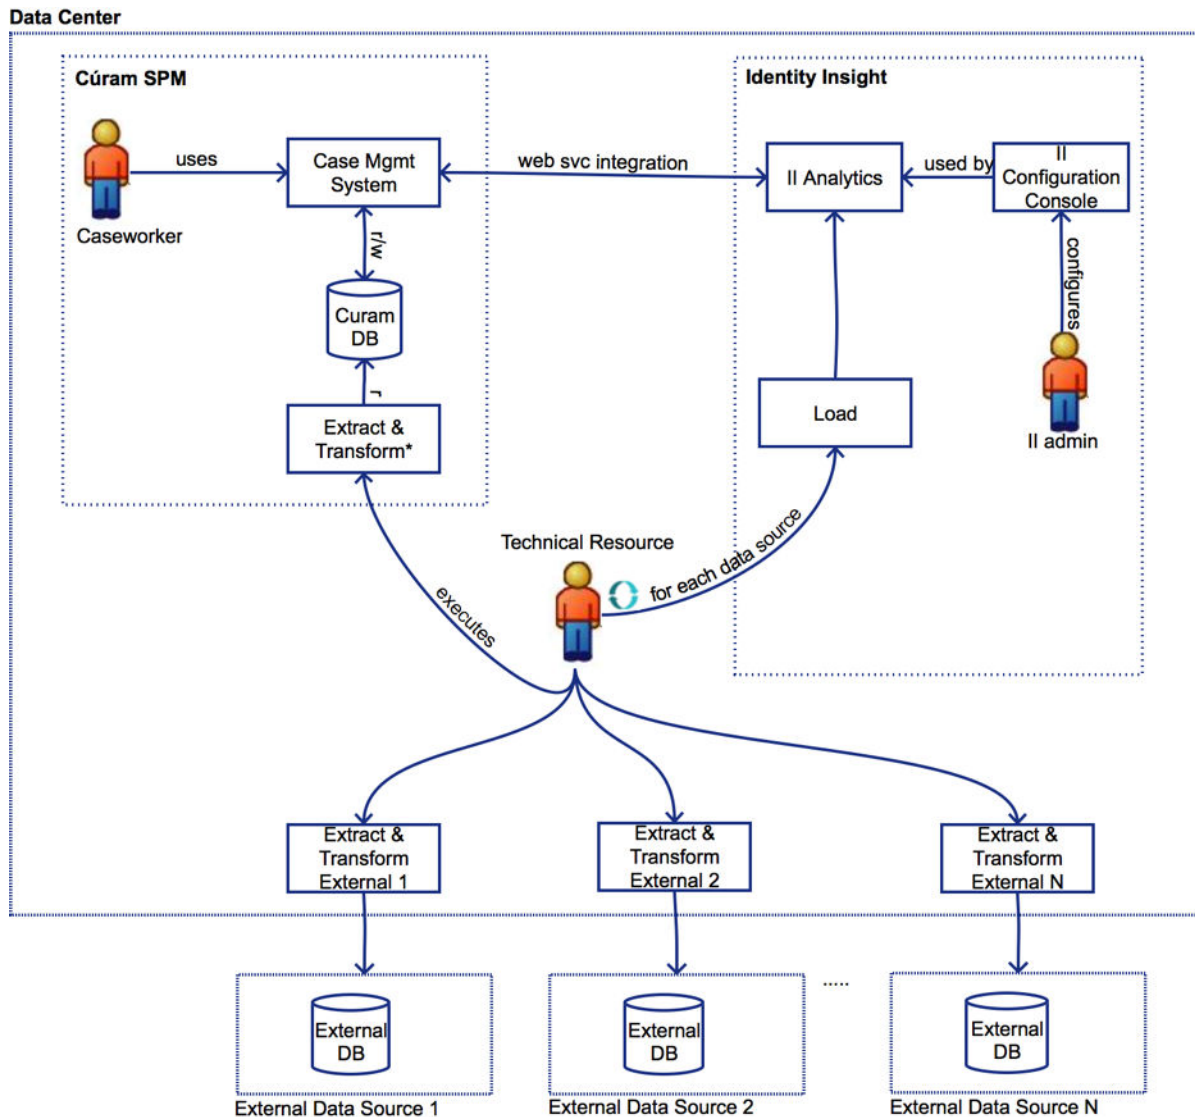 Data Center
Cúram SPM
Identity Insight
uses
Case Mgmt
System
web svc integration
II Analytics
used by
II
Configuration
Console
Caseworker
r/w
configures
Curam
DB
r
Extract &
Transform*
Load
II admin
Technical Resource
for each data source
executes
Extract &
Transform
External 1
Extract &
Transform
External 2
Extract &
Transform
External N
.....
External
DB
External
DB
External
DB
External Data Source 1
External Data Source 2
External Data Source N